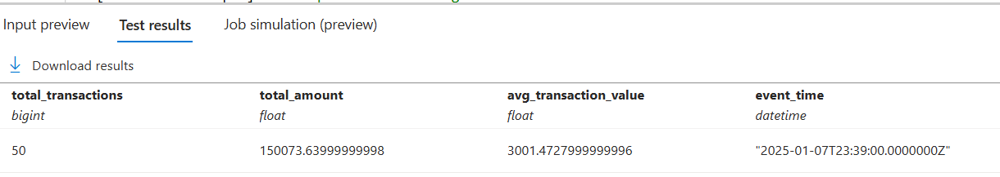 Input preview Test results Job simulation (preview)
Download results
total_transactions total_amount avg_transaction_value event_time
bigint float float datetime
50 150073.63999999998 3001.4727999999996 "2025-01-07T23:39:00.0000000Z"